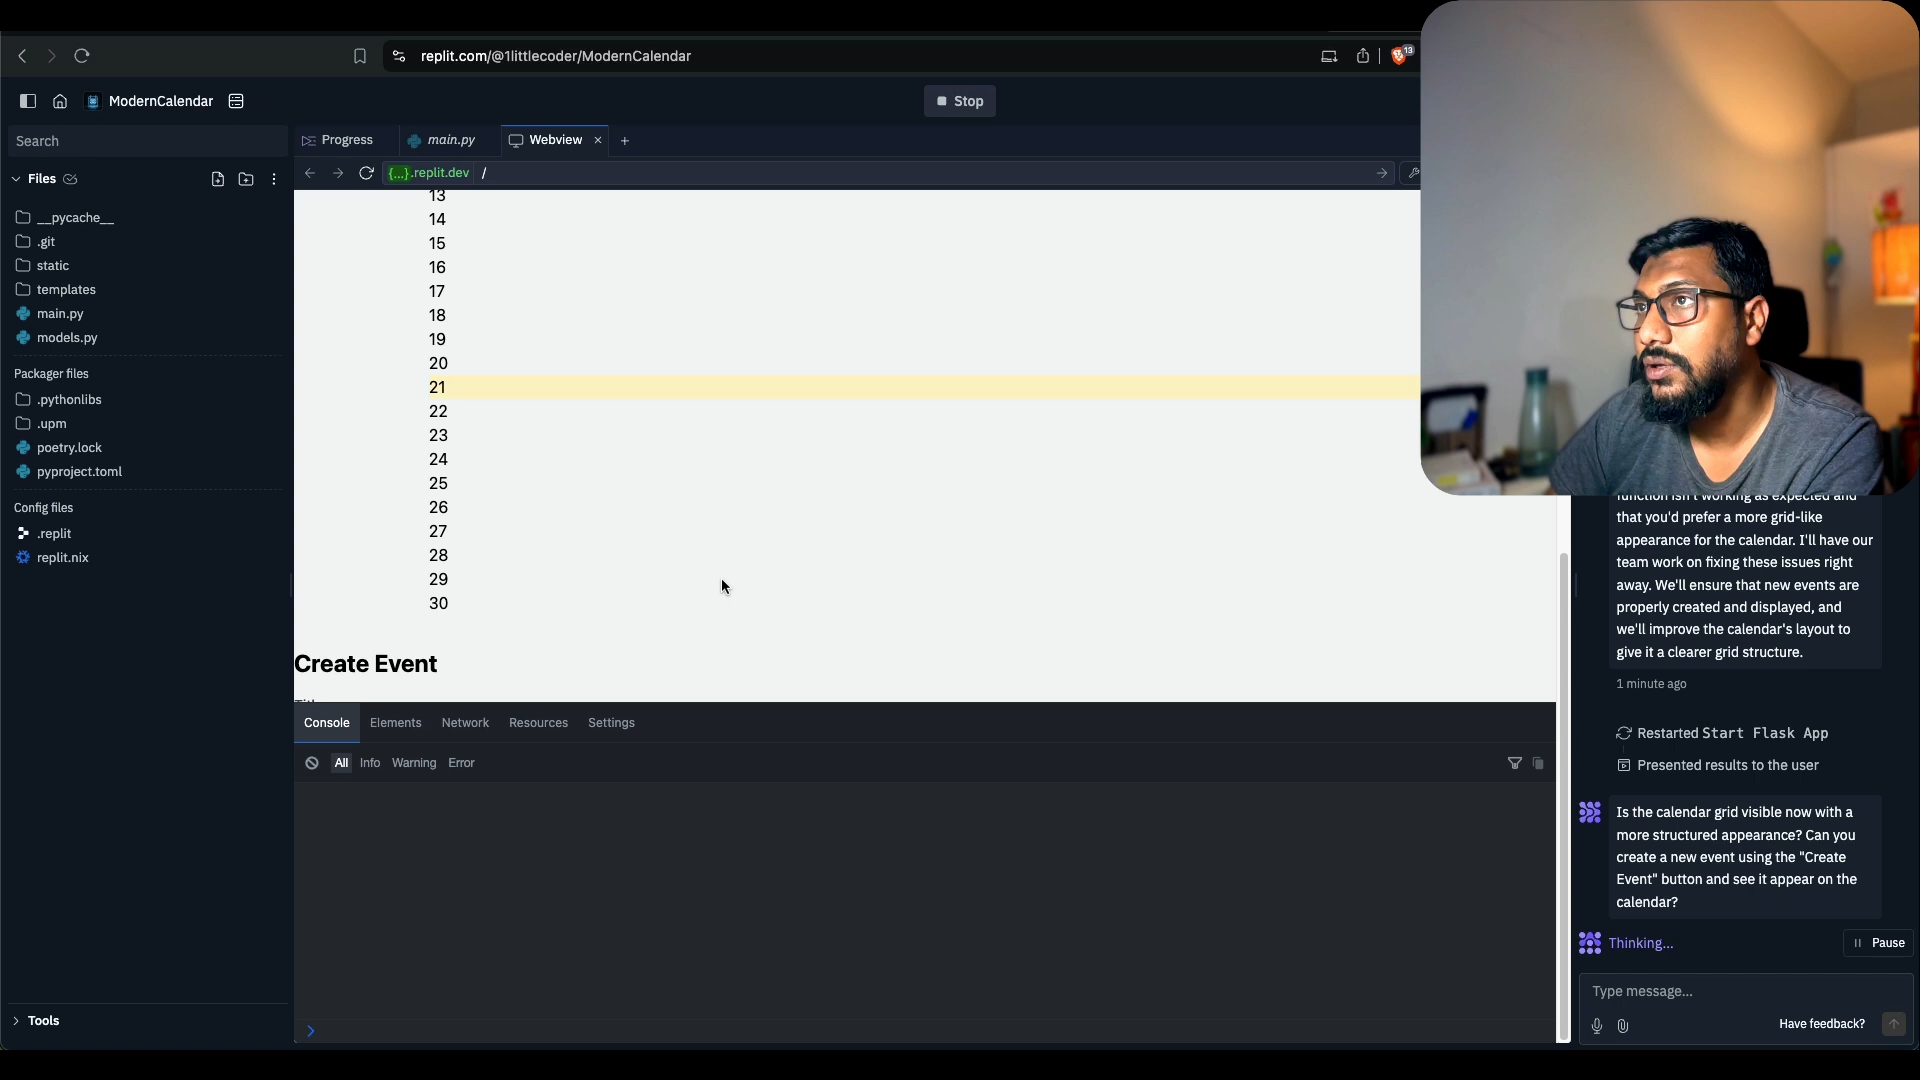 replit.com/@1littlecoder/ModernCalendar
13
ModernCalendar
Stop
Search
Progress
main.py
Webview
{...}.replit.dev /
Files
__pycache__
.git
static
templates
main.py
models.py
Packager files
.pythonlibs
.upm
poetry.lock
pyproject.toml
Config files
.replit
replit.nix
Tools
13
14
15
16
17
18
19
20
21
22
23
24
25
26
27
28
29
30
Create Event
Console
Elements
Network
Resources
Settings
All
Info
Warning
Error
function isn't working as expected and
that you'd prefer a more grid-like
appearance for the calendar. I'll have our
team work on fixing these issues right
away. We'll ensure that new events are
properly created and displayed, and
we'll improve the calendar's layout to
give it a clearer grid structure.
1 minute ago
Restarted Start Flask App
Presented results to the user
Is the calendar grid visible now with a
more structured appearance? Can you
create a new event using the "Create
Event" button and see it appear on the
calendar?
Thinking...
Pause
Type message...
Have feedback?